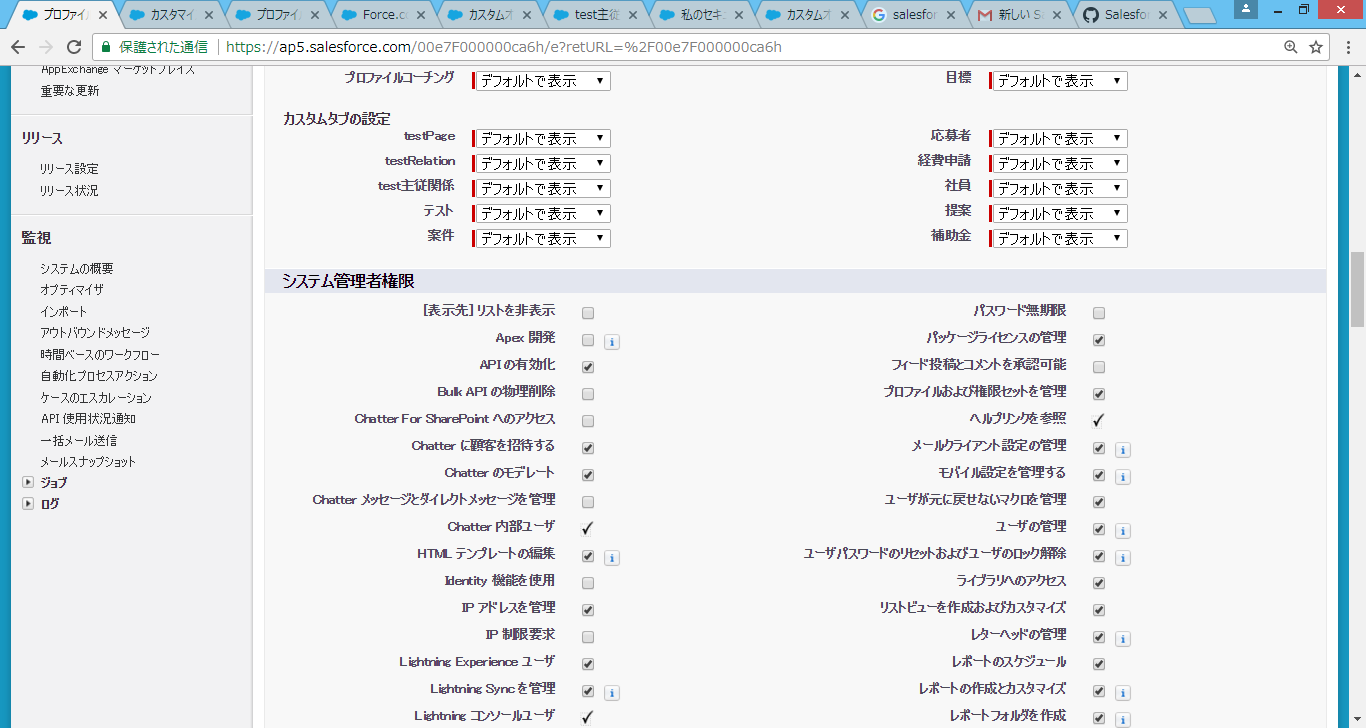 プロファイ
カスタマイ
プロファイ
Force.c
カスタムオ
test主従
私のセキ
カスタムオ
salesfor
新しい S
Salesfo
保護された通信 https://ap5.salesforce.com/00e7F000000ca6h/e?retURL=%2F00e7F000000ca6h
AppExchange マーケットプレイス
重要な更新
リリース
リリース設定
リリース状況
監視
システムの概要
オプティマイザ
インポート
アウトバウンドメッセージ
時間ベースのワークフロー
自動化プロセスアクション
ケースのエスカレーション
API 使用状況通知
一括メール送信
メールスナップショット
ジョブ
ログ
プロファイルコーチング デフォルトで表示 目標 デフォルトで表示
カスタムタブの設定
testPage デフォルトで表示 応募者 デフォルトで表示
testRelation デフォルトで表示 経費申請 デフォルトで表示
test主従関係 デフォルトで表示 社員 デフォルトで表示
テスト デフォルトで表示 提案 デフォルトで表示
案件 デフォルトで表示 補助金 デフォルトで表示
システム管理者権限
[表示先] リストを非表示 パスワード無期限
Apex 開発 パッケージライセンスの管理
API の有効化 フィード投稿とコメントを承認可能
Bulk API の物理削除 プロファイルおよび権限セットを管理
Chatter For SharePoint へのアクセス ヘルプリンクを参照
Chatter に顧客を招待する メールクライアント設定の管理
Chatter のモデレート モバイル設定を管理する
Chatter メッセージとダイレクトメッセージを管理 ユーザが元に戻せないマクロを管理
Chatter 内部ユーザ ユーザの管理
HTML テンプレートの編集 ユーザパスワードのリセットおよびユーザのロック解除
Identity 機能を使用 ライブラリへのアクセス
IP アドレスを管理 リストビューを作成およびカスタマイズ
IP 制限要求 レターヘッドの管理
Lightning Experience ユーザ レポートのスケジュール
Lightning Sync を管理 レポートの作成とカスタマイズ
Lightning コンソールユーザ レポートフォルダを作成